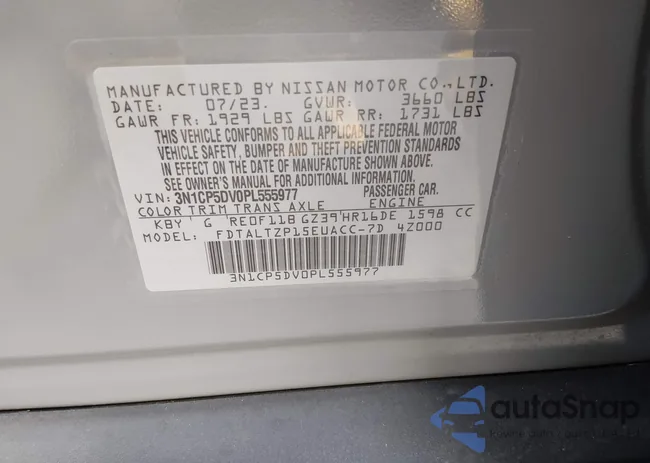 MANUFACTURED BY NISSAN MOTOR CO., LTD.
DATE: 07/23. GVWR: 3660 LBS
GAWR FR: 1929 LBS GAWR RR: 1731 LBS
THIS VEHICLE CONFORMS TO ALL APPLICABLE FEDERAL MOTOR
VEHICLE SAFETY, BUMPER AND THEFT PREVENTION STANDARDS
IN EFFECT ON THE DATE OF MANUFACTURE SHOWN ABOVE.
SEE OWNER'S MANUAL FOR ADDITIONAL INFORMATION.
VIN: 3N1CP5DV0PL555977 PASSENGER CAR.
COLOR TRIM TRANS AXLE ENGINE
KBY G RE0F11B GZ39 HR16DE 1598 CC
MODEL: FDTALTZP15EUACC-7D 4Z000
3N1CP5DV0PL555977
autoSnap